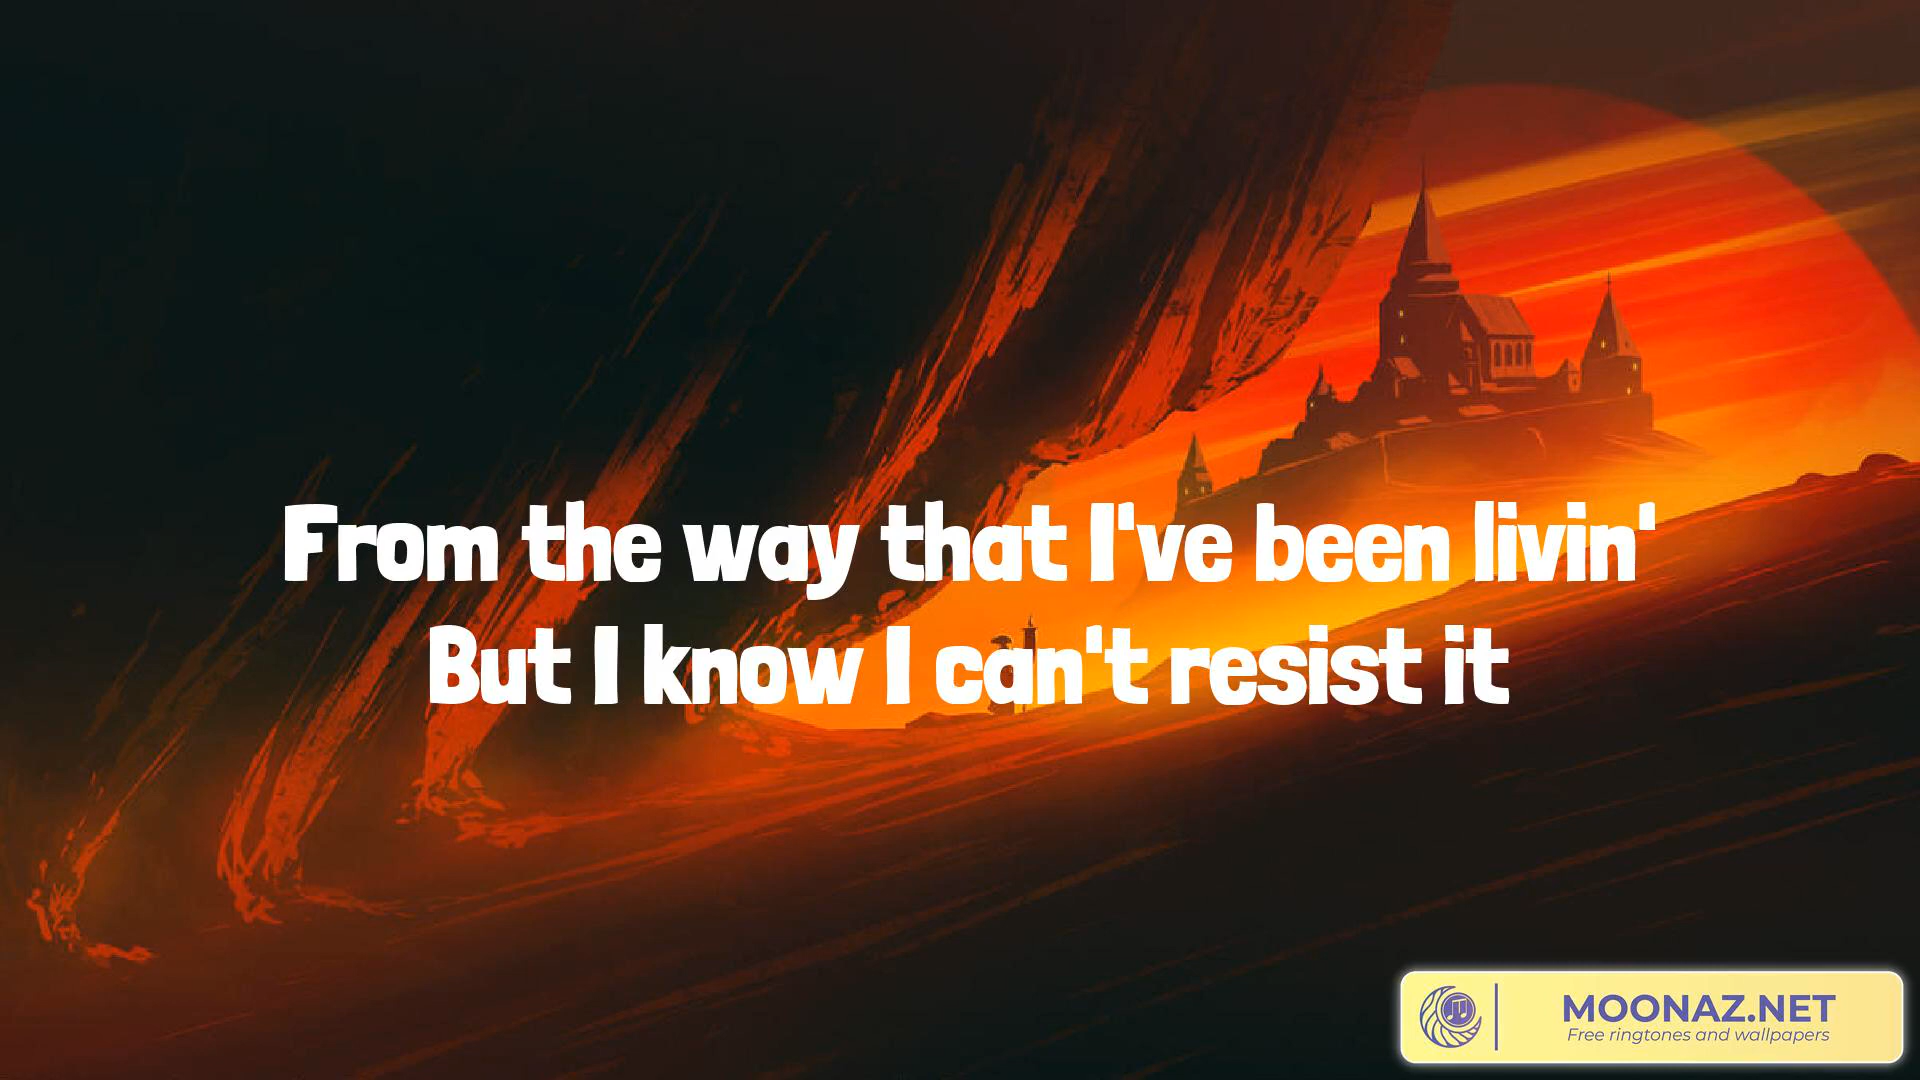 From the way that I've been livin'
But I know I can't resist it
MOONAZ.NET
Free ringtones and wallpapers